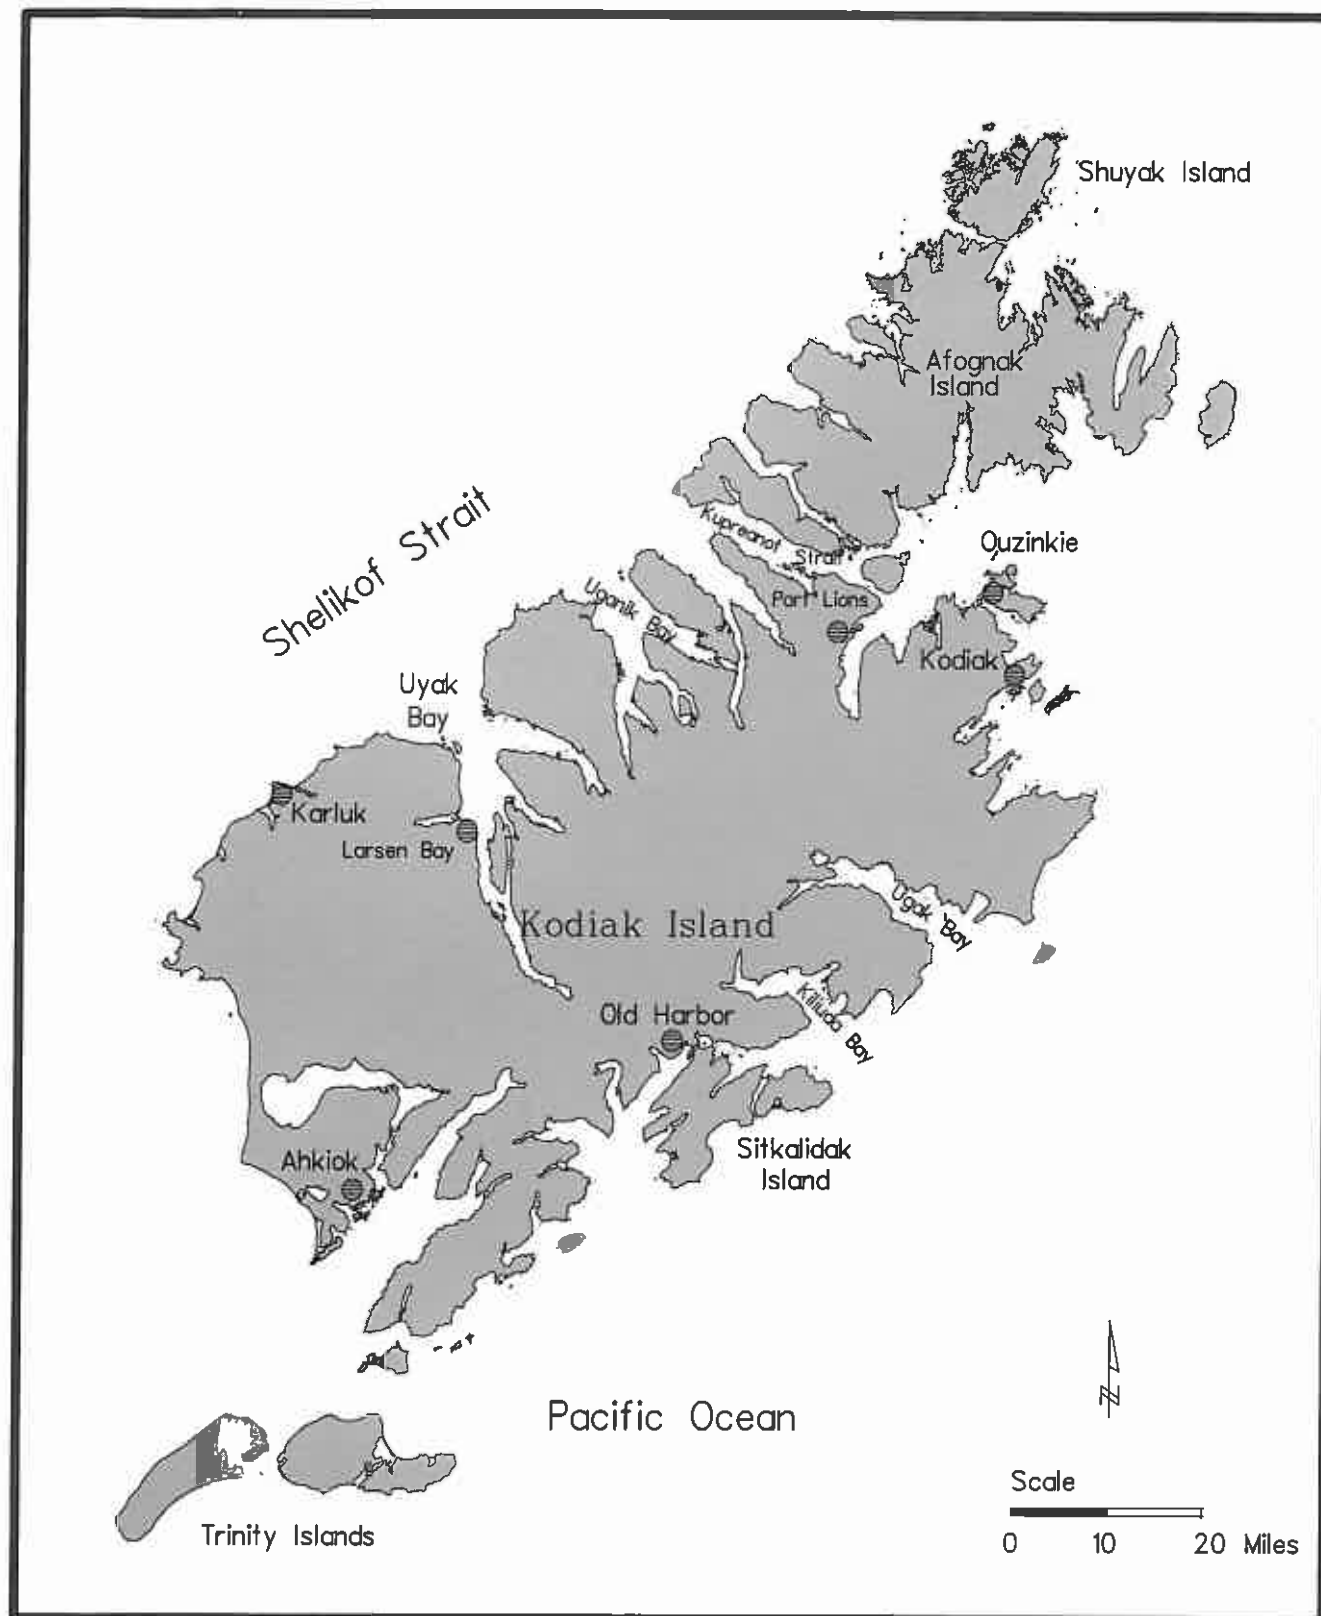 Shuyak Island
Afognak
Island
Shelikof Strait
Kupreanof Strait
Ouzinkie
Port Lions
Uganik Bay
Kodiak
Uyak
Bay
Karluk
Larsen Bay
Ugak Bay
Kodiak Island
Old Harbor
Kiliuda Bay
Sitkalidak
Island
Ahkiok
Pacific Ocean
N
Scale
0 10 20 Miles
Trinity Islands